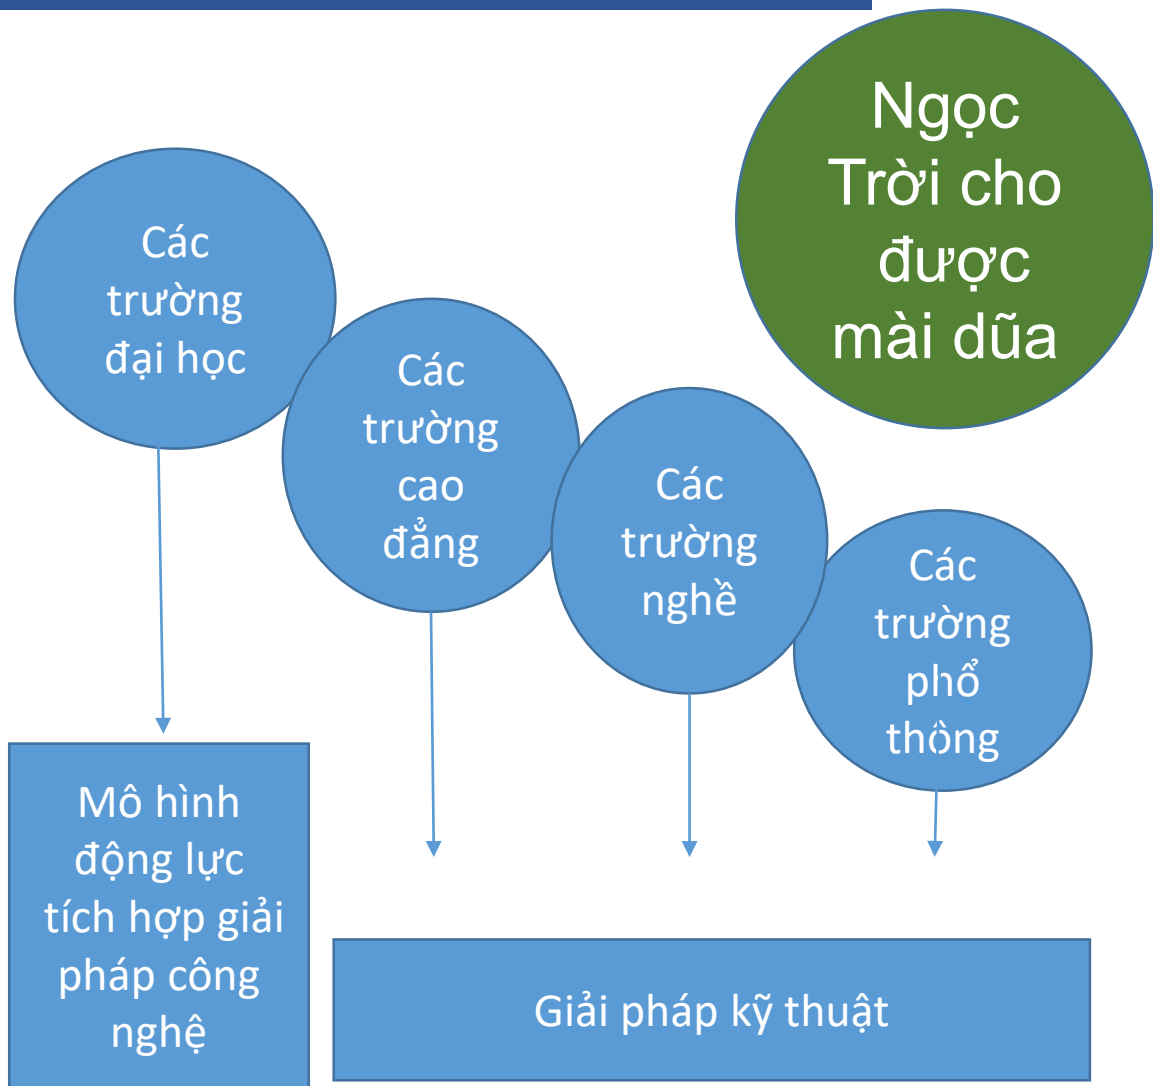 Ngọc
Trời cho
được
mài dũa
Các
trường
đại học
Các
trường
cao
đẳng
Các
trường
nghề
Các
trường
phổ
thông
Mô hình
động lực
tích hợp giải
pháp công
nghệ
Giải pháp kỹ thuật